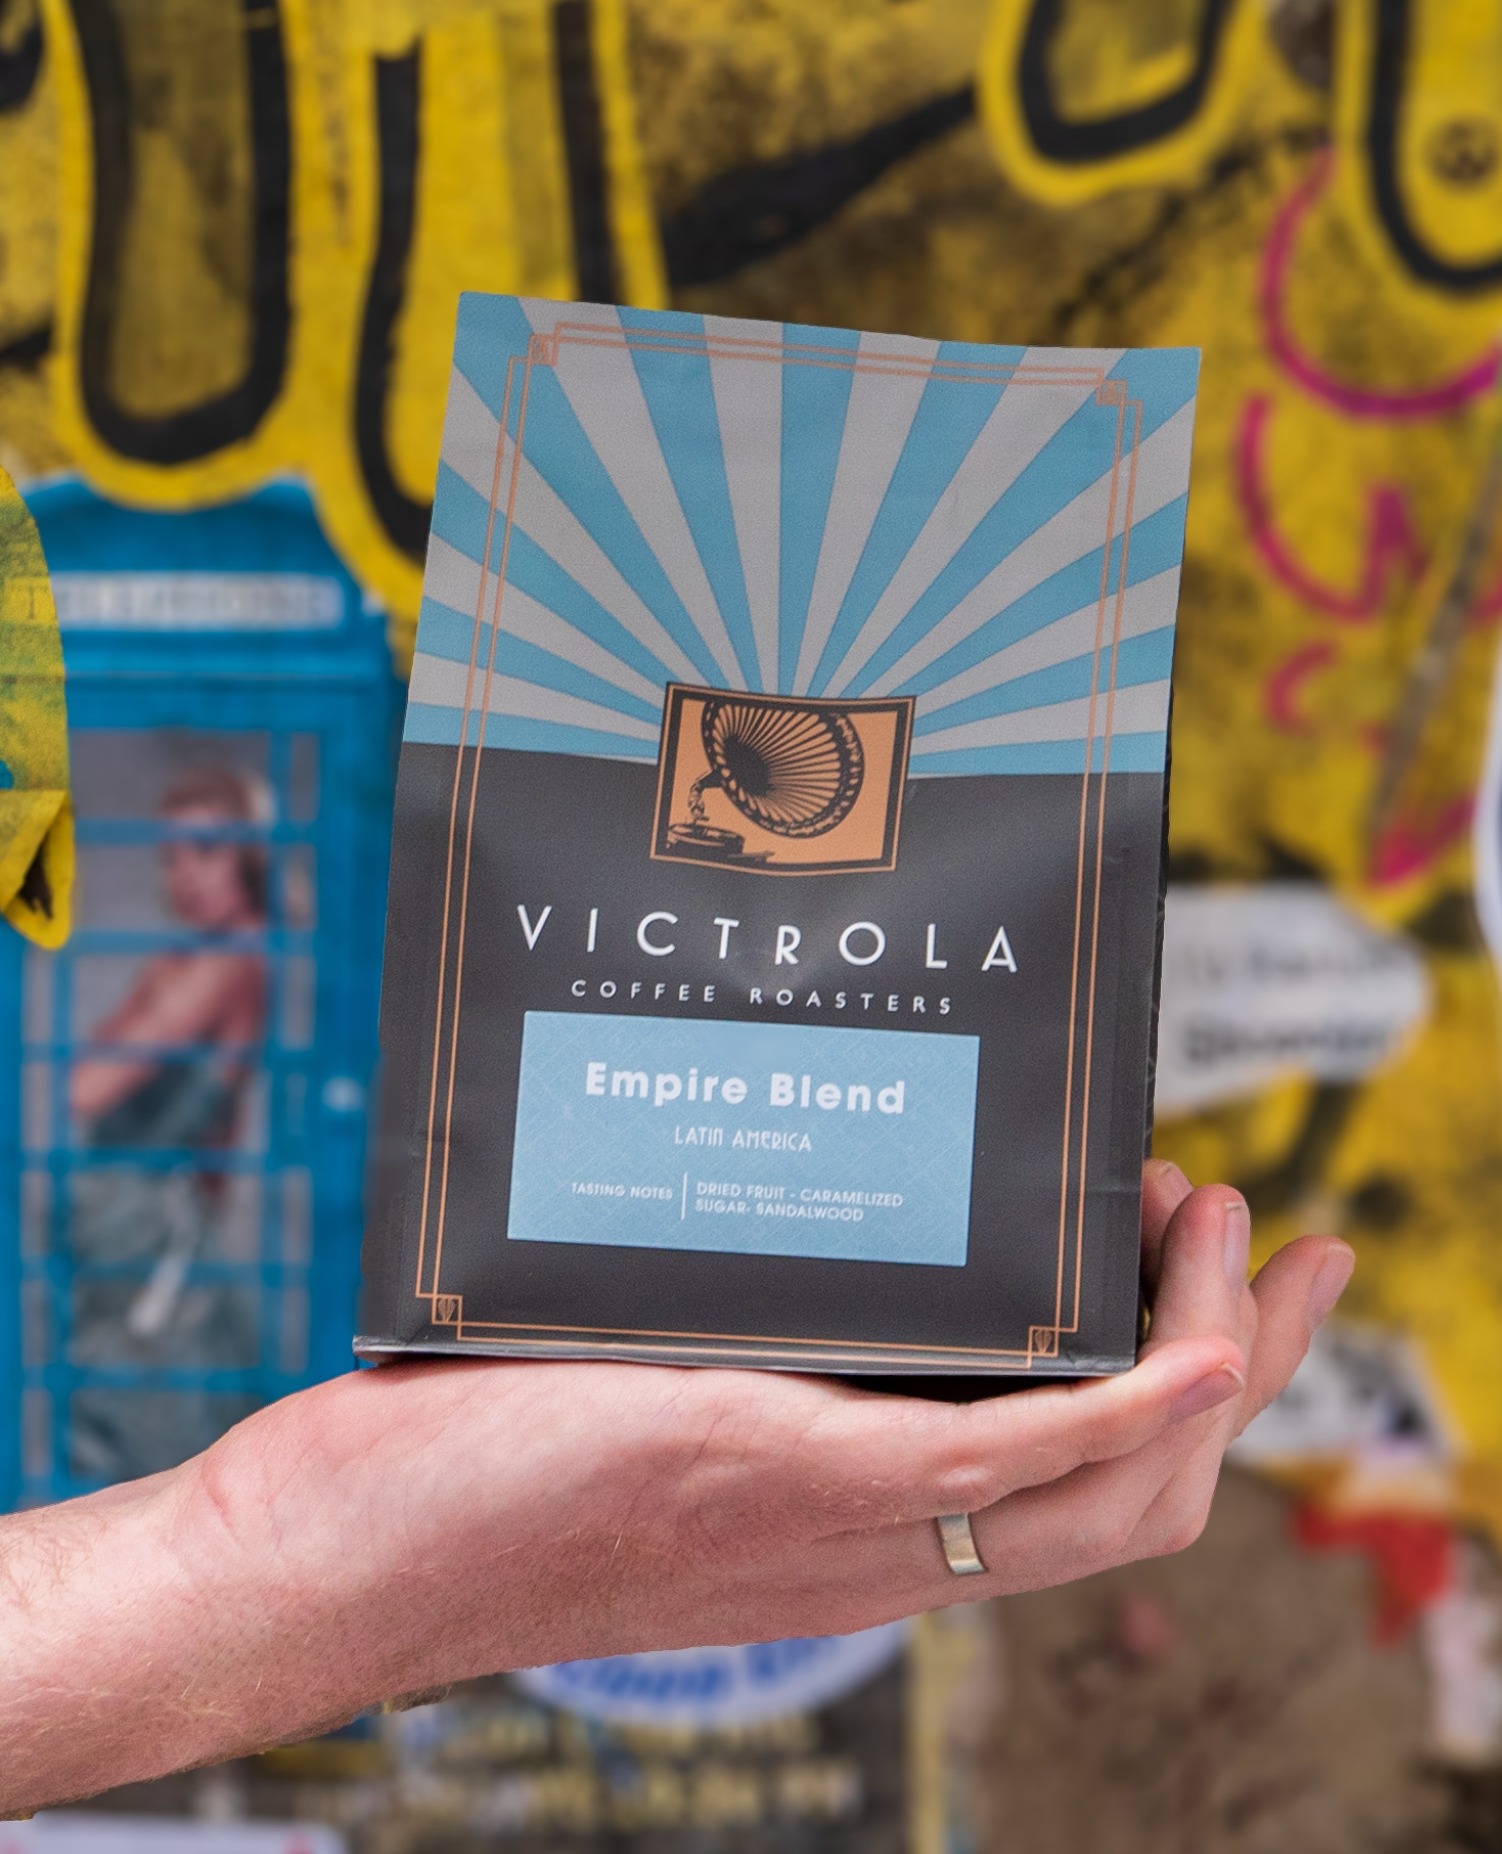 VICTROLA
COFFEE ROASTERS
Empire Blend
LATIN AMERICA
TASTING NOTES
DRIED FRUIT - CARAMELIZED
SUGAR- SANDALWOOD